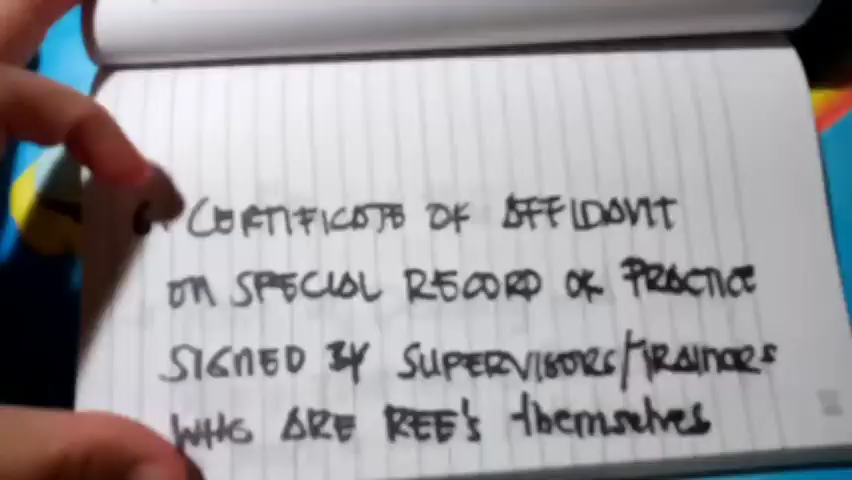 CERTIFICATE OF AFFIDAVIT
ON SPECIAL RECORD OF PRACTICE
SIGNED BY SUPERVISORS/TRAINORS
WHO ARE REE's themselves